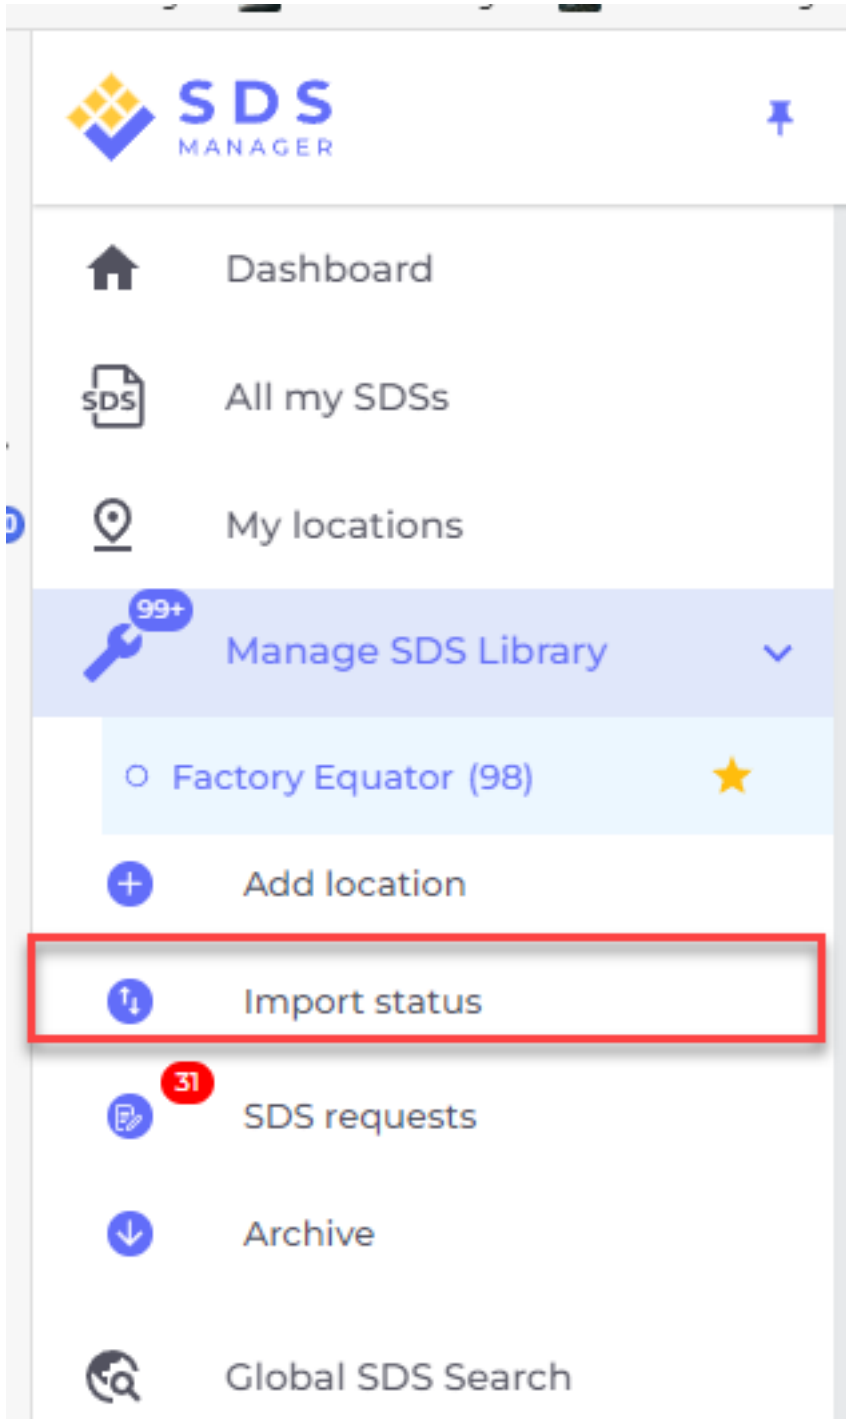 SDS
MANAGER
Dashboard
SDS
All my SDSs
My locations
99+
Manage SDS Library
Factory Equator (98)
Add location
Import status
31
SDS requests
Archive
Global SDS Search